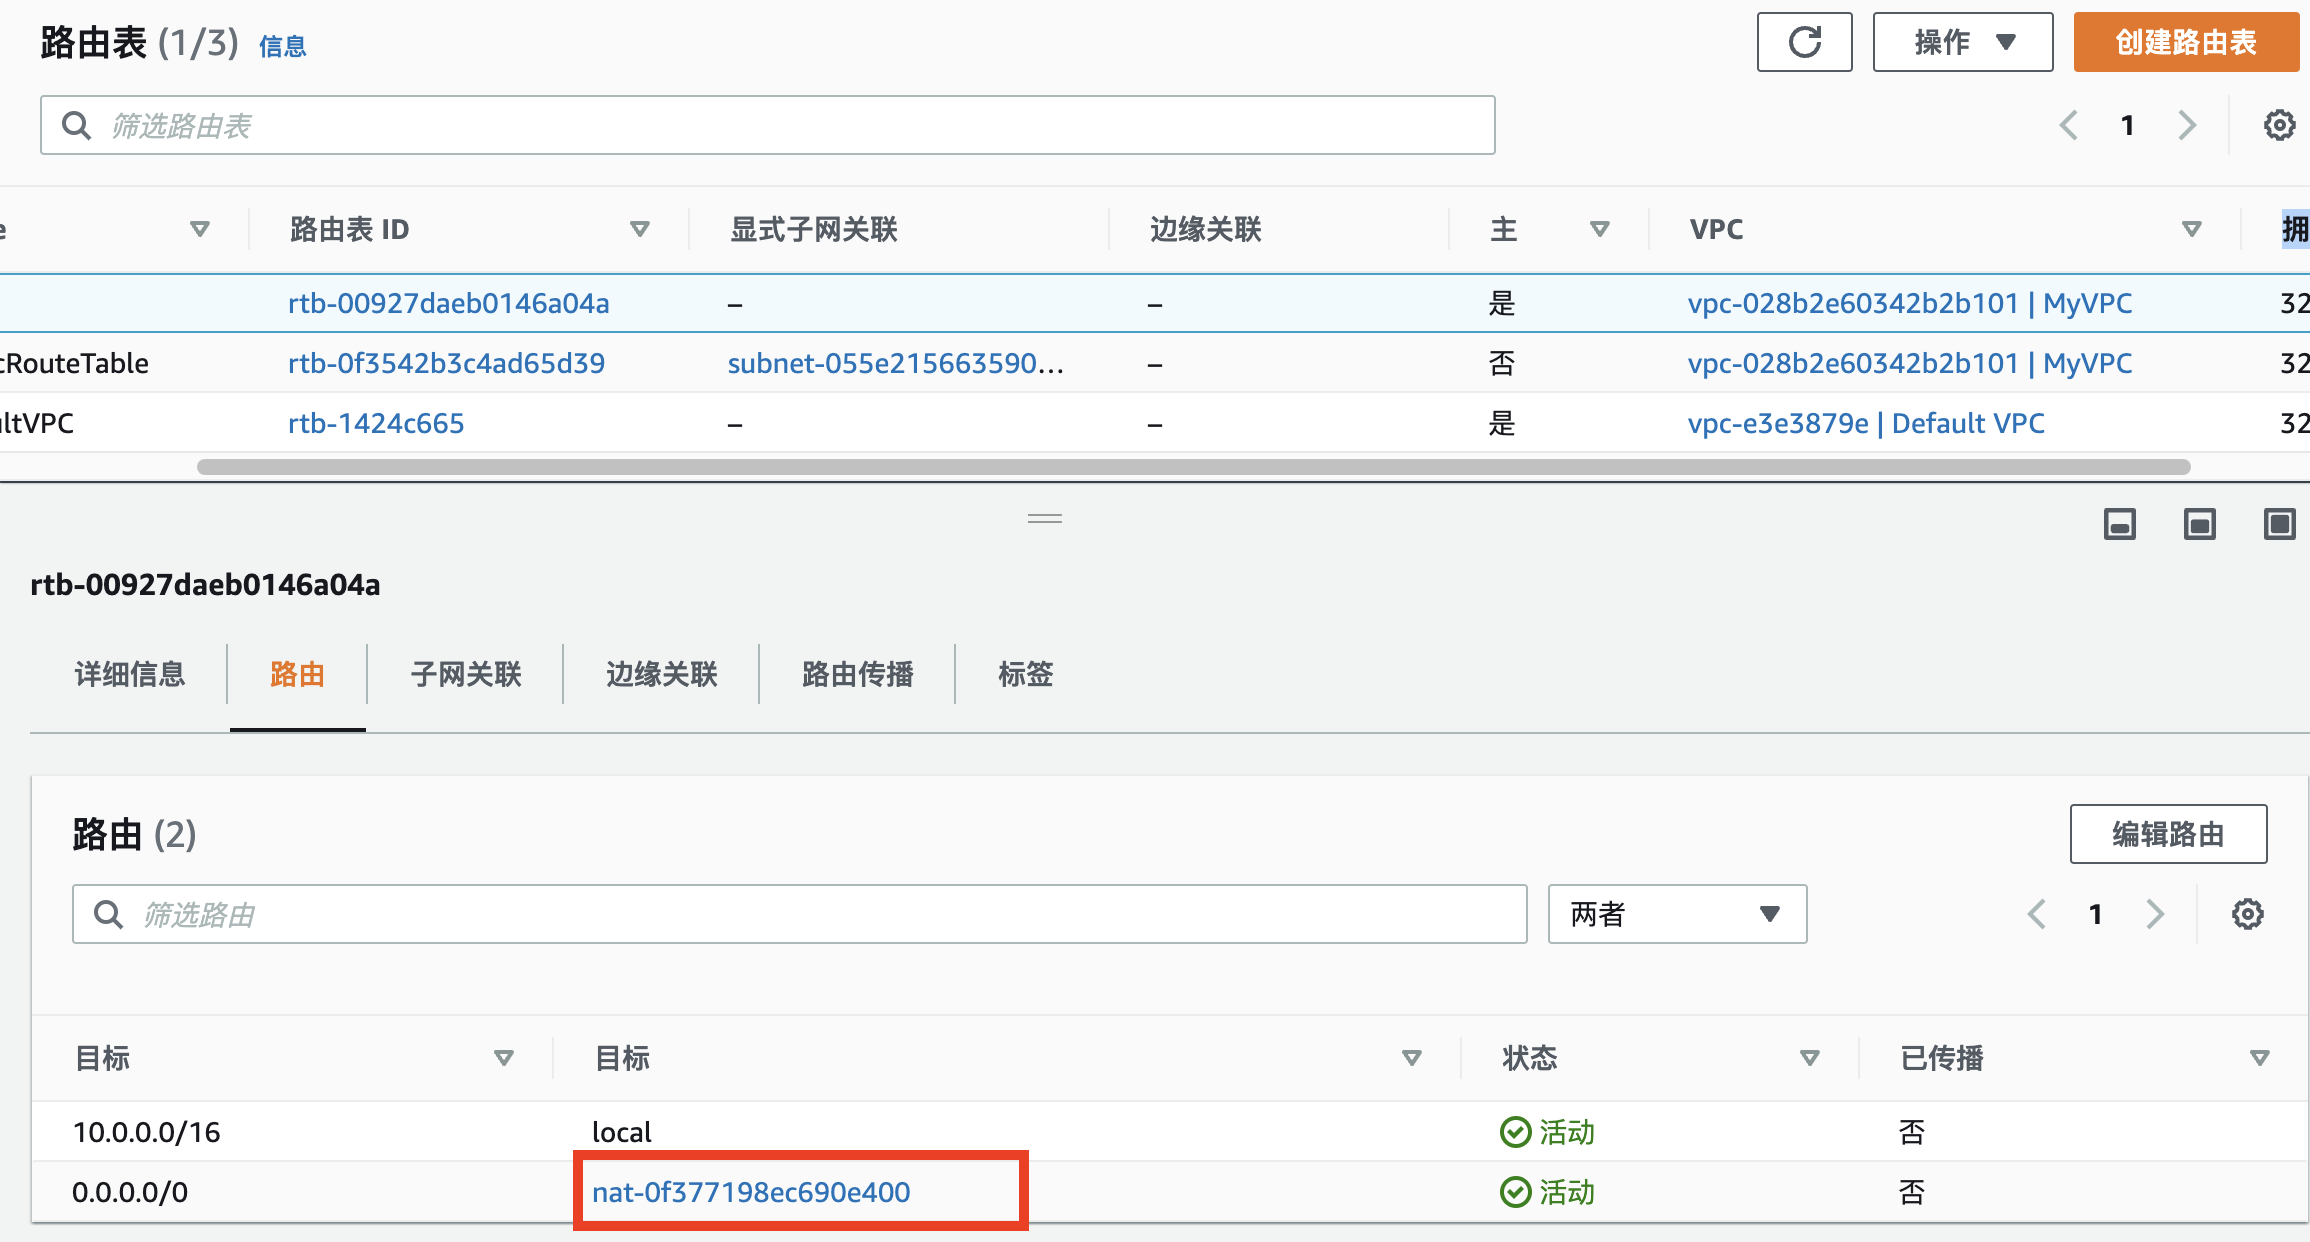 路由表 (1/3) 信息 操作 创建路由表
筛选路由表 1
e 路由表 ID 显式子网关联 边缘关联 主 VPC 拥
rtb-00927daeb0146a04a – – 是 vpc-028b2e60342b2b101 | MyVPC 32
cRouteTable rtb-0f3542b3c4ad65d39 subnet-055e215663590... – 否 vpc-028b2e60342b2b101 | MyVPC 32
ultVPC rtb-1424c665 – – 是 vpc-e3e3879e | Default VPC 32
rtb-00927daeb0146a04a
详细信息 路由 子网关联 边缘关联 路由传播 标签
路由 (2) 编辑路由
筛选路由 两者 1
目标 目标 状态 已传播
10.0.0.0/16 local 活动 否
0.0.0.0/0 nat-0f377198ec690e400 活动 否